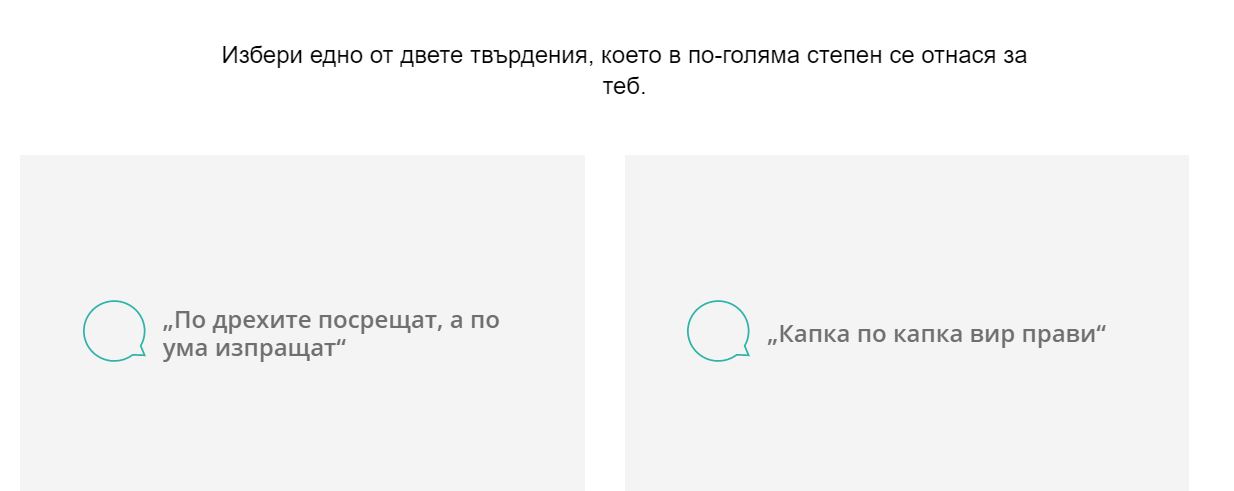 Избери едно от двете твърдения, което в по-голяма степен се отнася за
теб.
„По дрехите посрещат, а по
ума изпращат“
„Капка по капка вир прави“